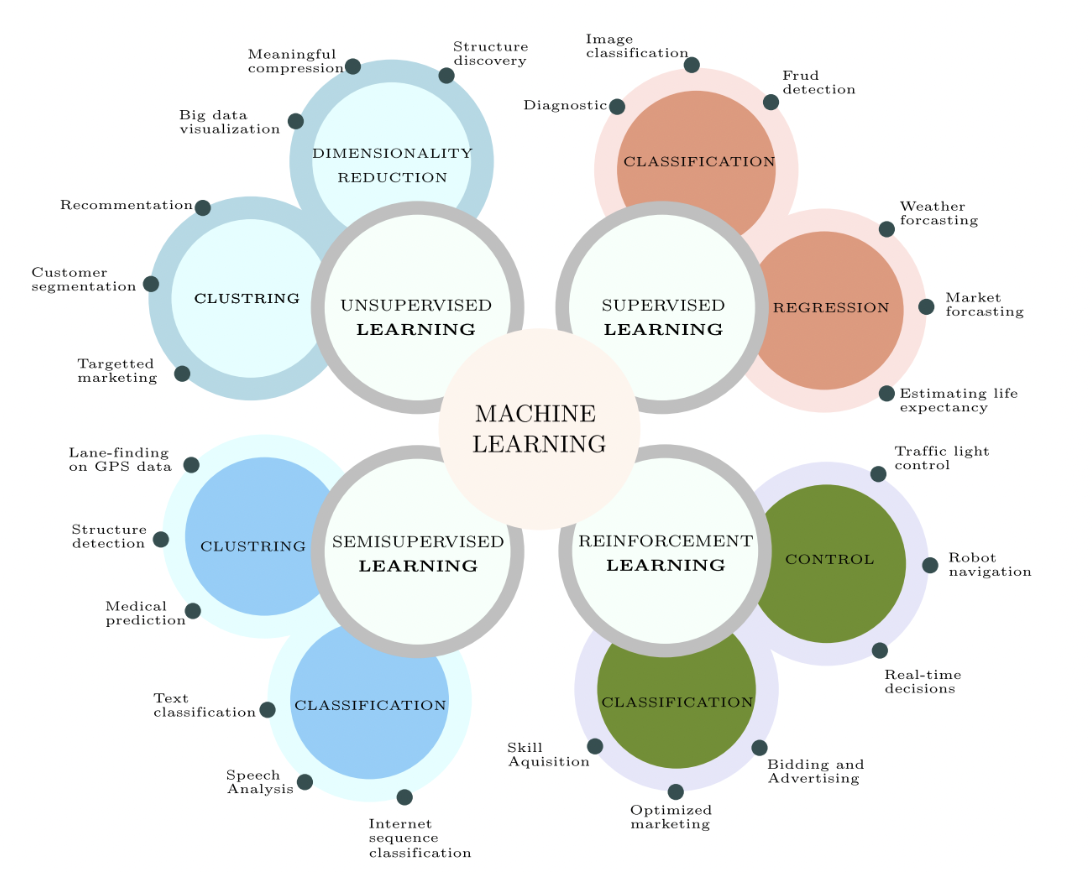 Meaningful
compression
Structure
discovery
Big data
visualization
DIMENSIONALITY
REDUCTION
Recommentation
Customer
segmentation
Targetted
marketing
CLUSTRING
UNSUPERVISED
LEARNING
Image
classification
Frud
detection
Diagnostic
CLASSIFICATION
Weather
forcasting
Market
forcasting
Estimating life
expectancy
REGRESSION
SUPERVISED
LEARNING
MACHINE
LEARNING
Lane-finding
on GPS data
Structure
detection
Medical
prediction
CLUSTRING
SEMISUPERVISED
LEARNING
Text
classification
Speech
Analysis
Internet
sequence
classification
CLASSIFICATION
REINFORCEMENT
LEARNING
Traffic light
control
Robot
navigation
Real-time
decisions
CONTROL
CLASSIFICATION
Skill
Aquisition
Optimized
marketing
Bidding and
Advertising